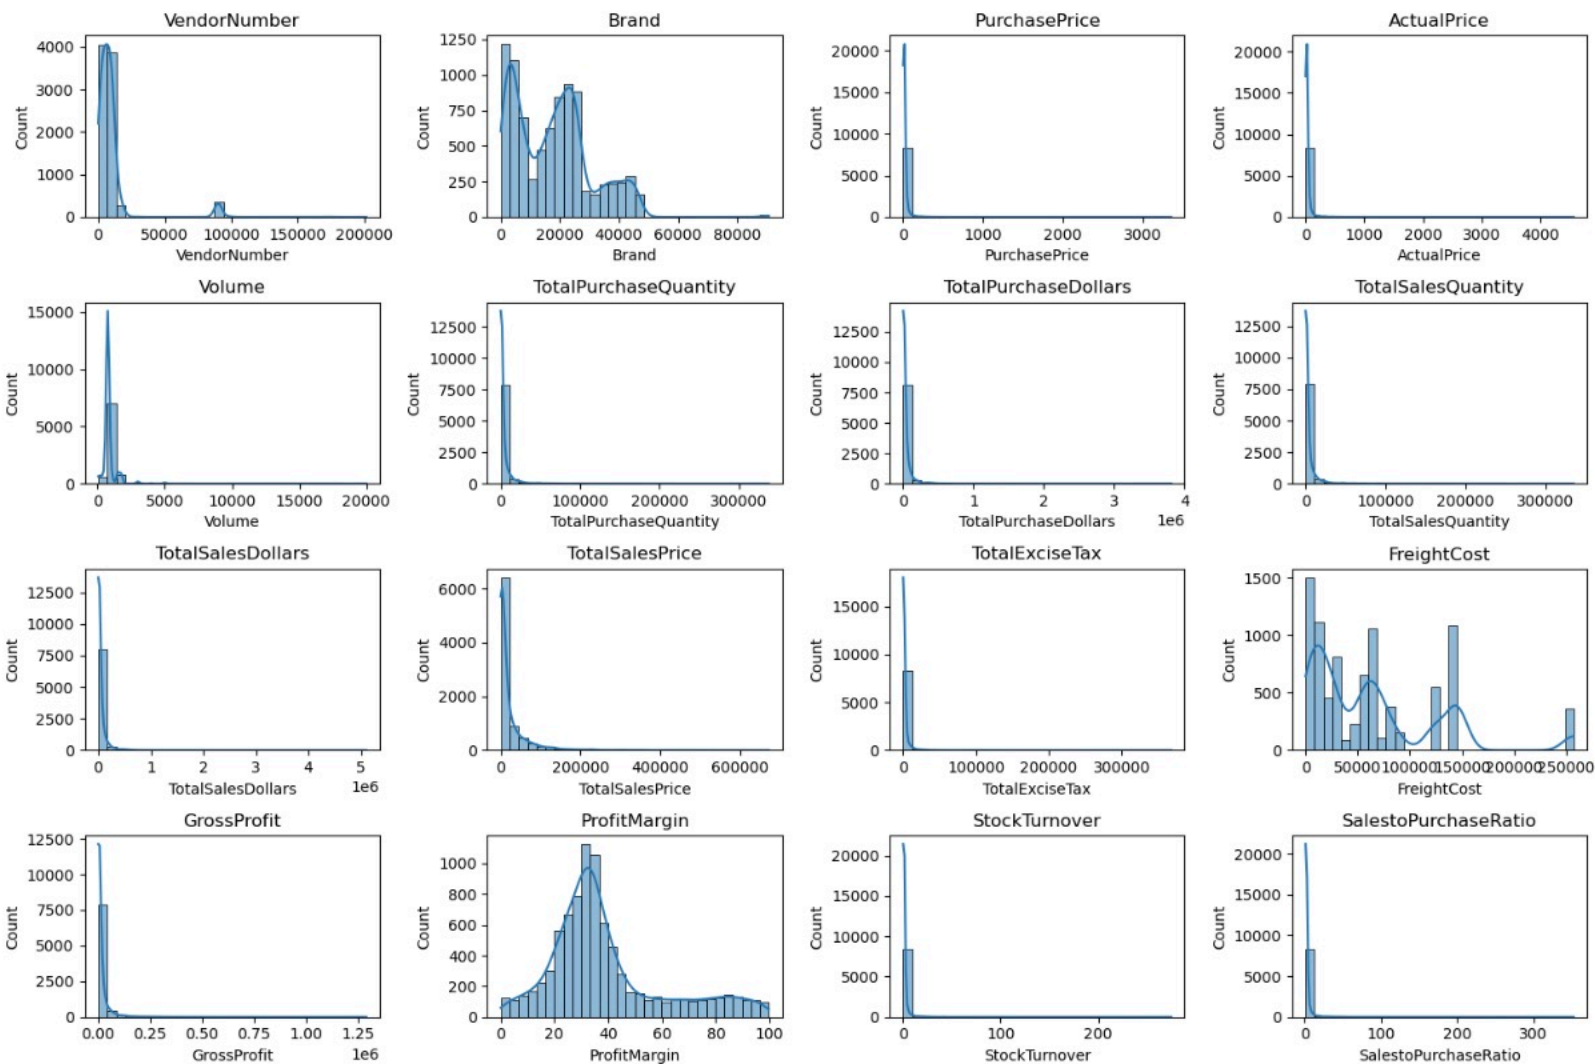 VendorNumber
Count
4000
3000
2000
1000
0
0 50000 100000 150000 200000
VendorNumber
Brand
Count
1250
1000
750
500
250
0
0 20000 40000 60000 80000
Brand
PurchasePrice
Count
20000
15000
10000
5000
0
0 1000 2000 3000
PurchasePrice
ActualPrice
Count
20000
15000
10000
5000
0
0 1000 2000 3000 4000
ActualPrice
Volume
Count
15000
10000
5000
0
0 5000 10000 15000 20000
Volume
TotalPurchaseQuantity
Count
12500
10000
7500
5000
2500
0
0 100000 200000 300000
TotalPurchaseQuantity
TotalPurchaseDollars
Count
12500
10000
7500
5000
2500
0
0 1 2 3 4
TotalPurchaseDollars 1e6
TotalSalesQuantity
Count
12500
10000
7500
5000
2500
0
0 100000 200000 300000
TotalSalesQuantity
TotalSalesDollars
Count
12500
10000
7500
5000
2500
0
0 1 2 3 4 5
TotalSalesDollars 1e6
TotalSalesPrice
Count
6000
4000
2000
0
0 200000 400000 600000
TotalSalesPrice
TotalExciseTax
Count
15000
10000
5000
0
0 100000 200000 300000
TotalExciseTax
FreightCost
Count
1500
1000
500
0
0 50000 100000 150000 200000 250000
FreightCost
GrossProfit
Count
12500
10000
7500
5000
2500
0
0.00 0.25 0.50 0.75 1.00 1.25
GrossProfit 1e6
ProfitMargin
Count
1000
800
600
400
200
0
0 20 40 60 80 100
ProfitMargin
StockTurnover
Count
20000
15000
10000
5000
0
0 100 200
StockTurnover
SalestoPurchaseRatio
Count
20000
15000
10000
5000
0
0 100 200 300
SalestoPurchaseRatio